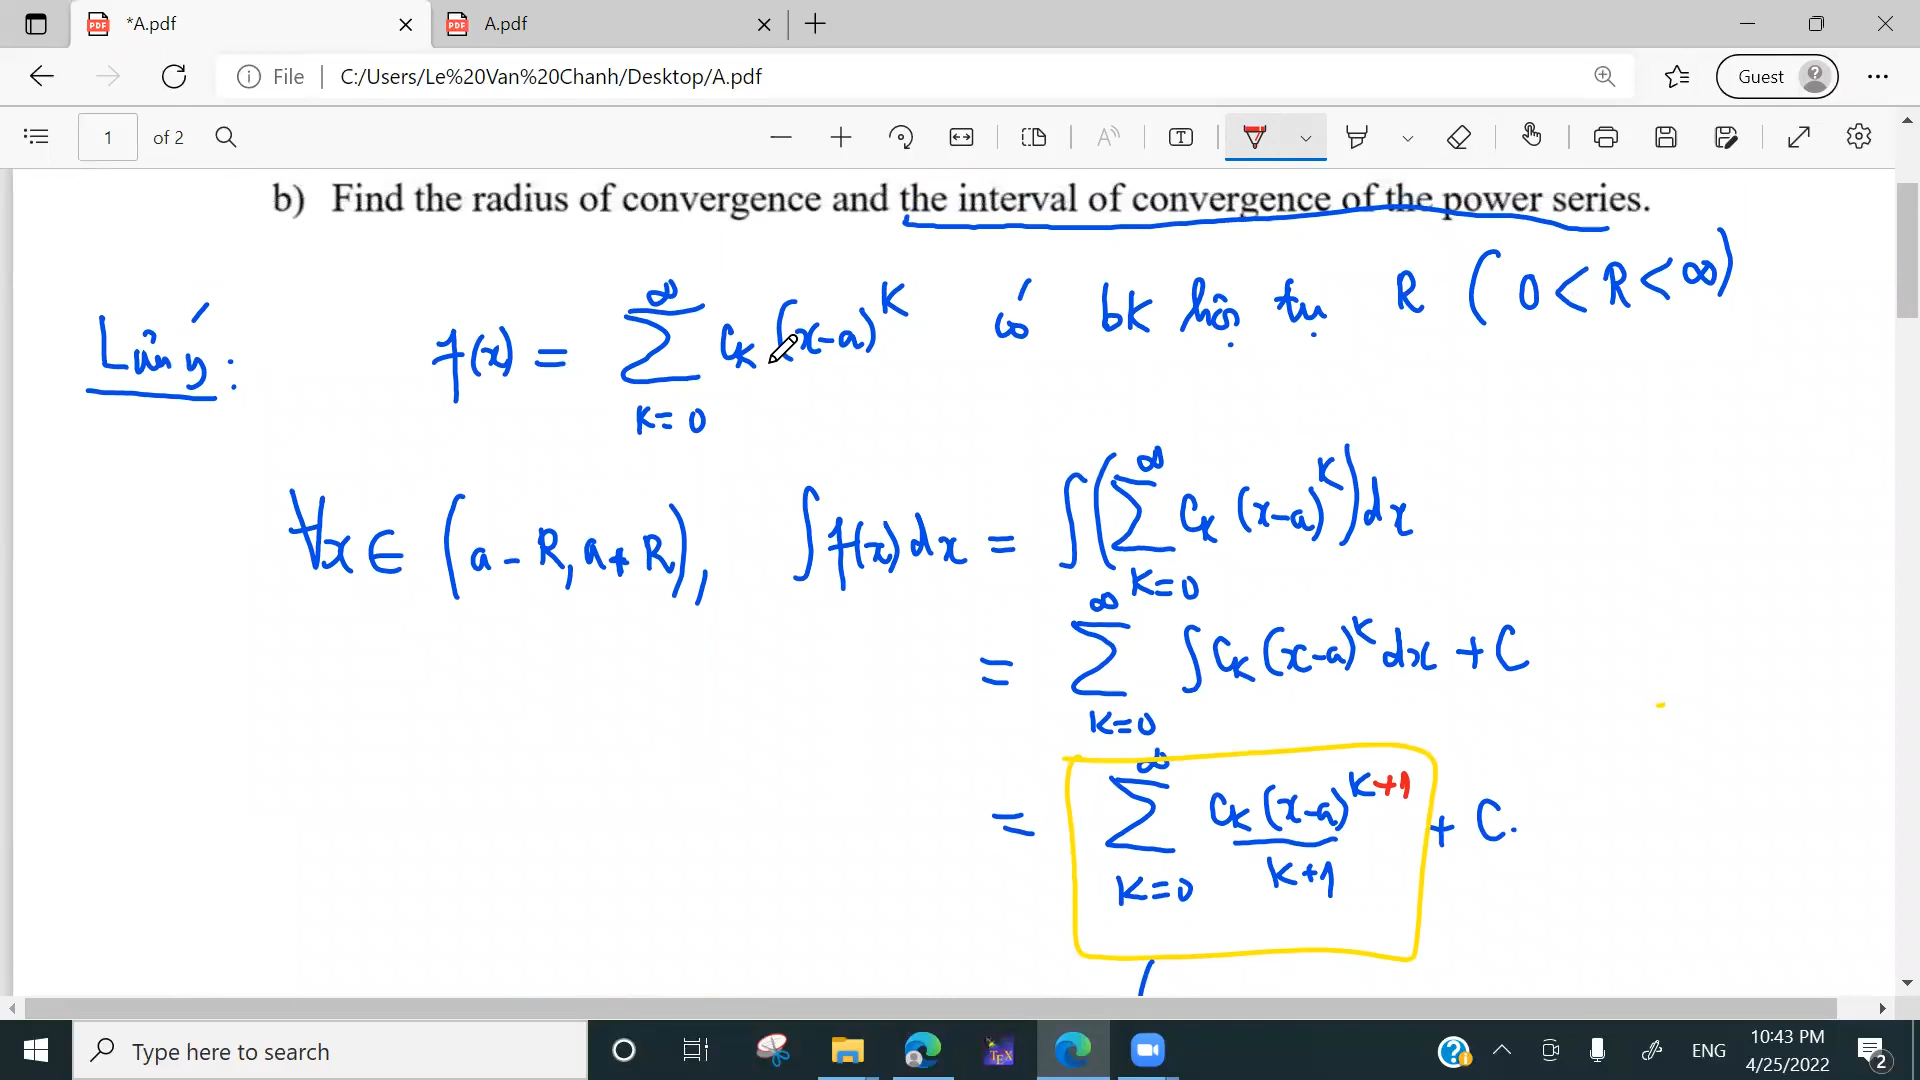 *A.pdf
A.pdf
File
C:/Users/Le%20Van%20Chanh/Desktop/A.pdf
Guest
1 of 2
b) Find the radius of convergence and the interval of convergence of the power series.
Lưu ý: f(x) = ∑_{k=0}^{∞} c_k (x-a)^k có bk hội tụ R (0 < R < ∞)
∀x ∈ (a-R, a+R), ∫f(x)dx = ∫(∑_{k=0}^{∞} c_k (x-a)^k)dx
= ∑_{k=0}^{∞} ∫c_k (x-a)^k dx + C
= ∑_{k=0}^{∞} c_k (x-a)^{k+1} / (k+1) + C.
Type here to search
TEX
ENG
10:43 PM
4/25/2022
2